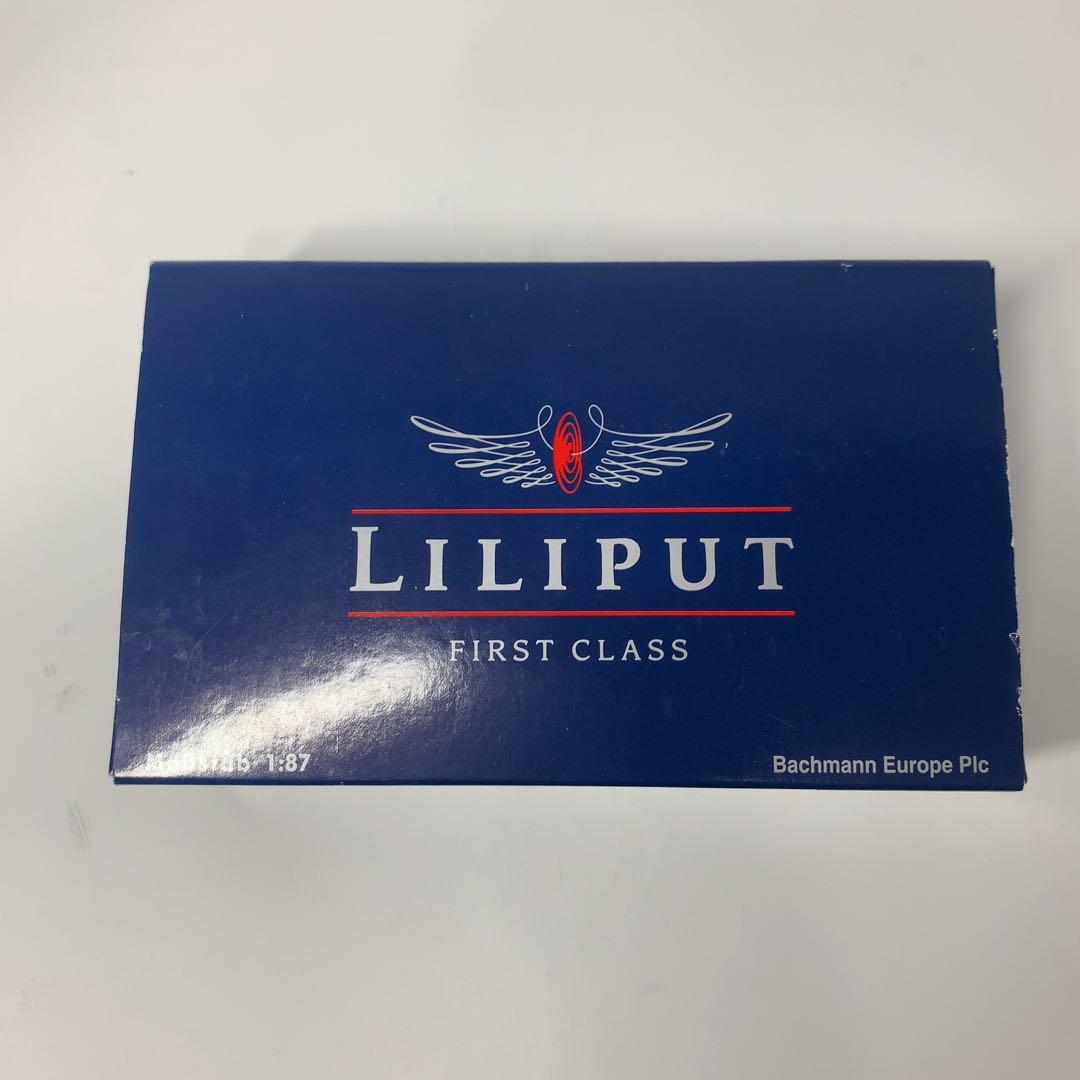 LILIPUT
FIRST CLASS
1:87
Bachmann Europe Plc